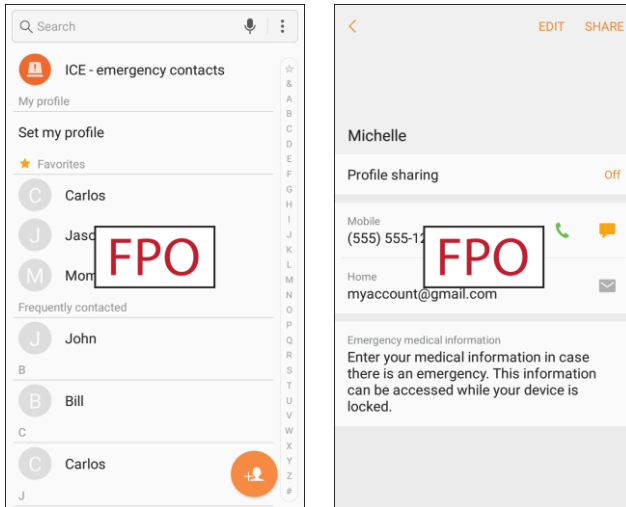 Search
ICE - emergency contacts
My profile
Set my profile
Favorites
C Carlos
J
FPO
M
Frequently contacted
J John
B
B Bill
C
C Carlos
J
&
A
B
C
D
E
F
G
H
I
J
K
L
M
N
O
P
Q
R
S
T
U
V
W
X
Y
Z
#
EDIT SHARE
Michelle
Profile sharing Off
Mobile
(555) 555-12
FPO
Home
myaccount@gmail.com
Emergency medical information
Enter your medical information in case
there is an emergency. This information
can be accessed while your device is
locked.